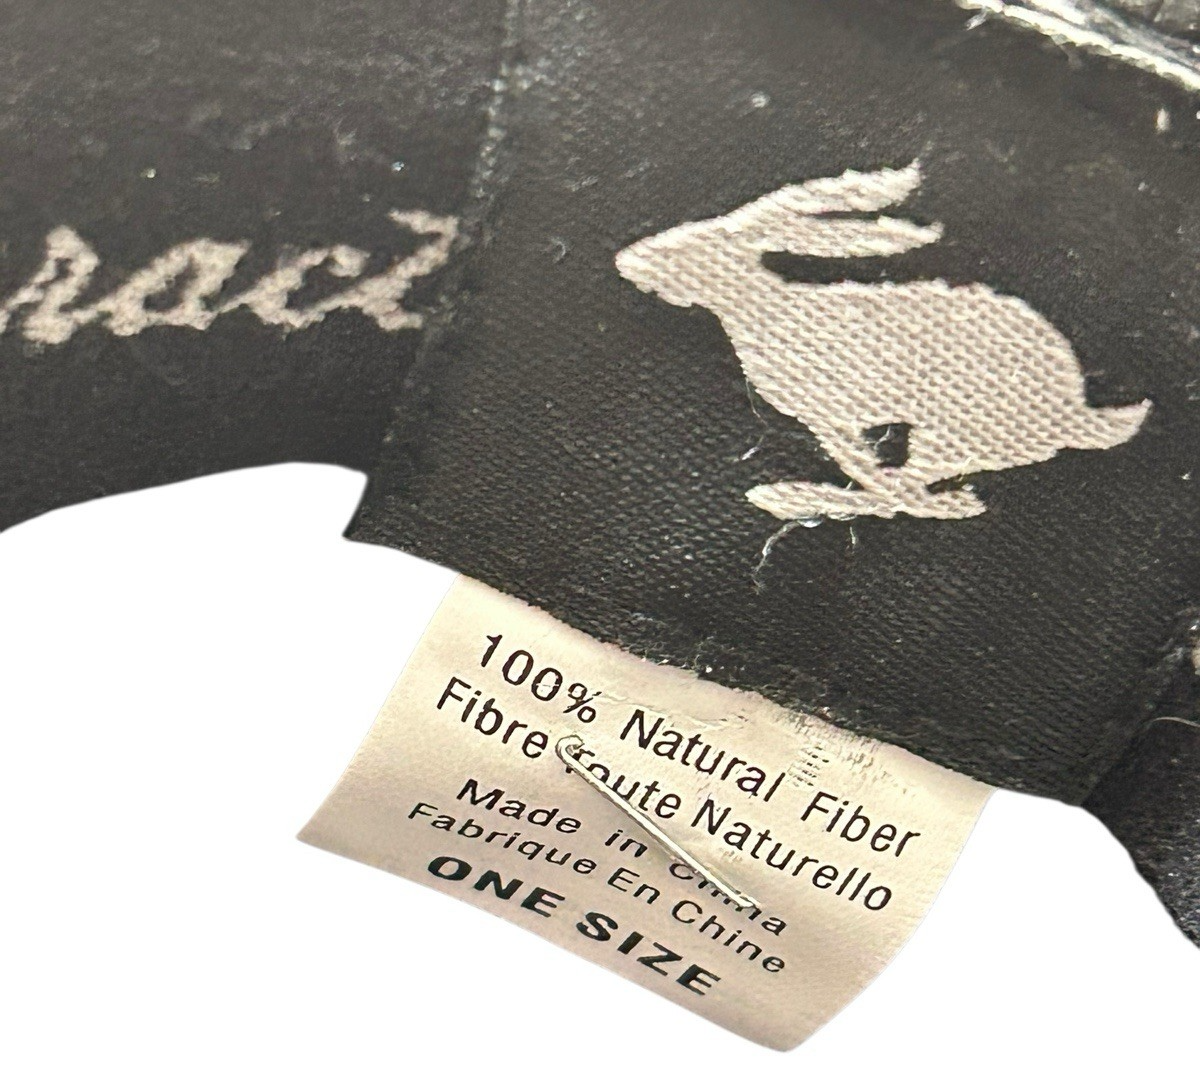 100% Natural Fiber
Fibre Toute Naturello
Made in China
Fabrique En Chine
ONE SIZE